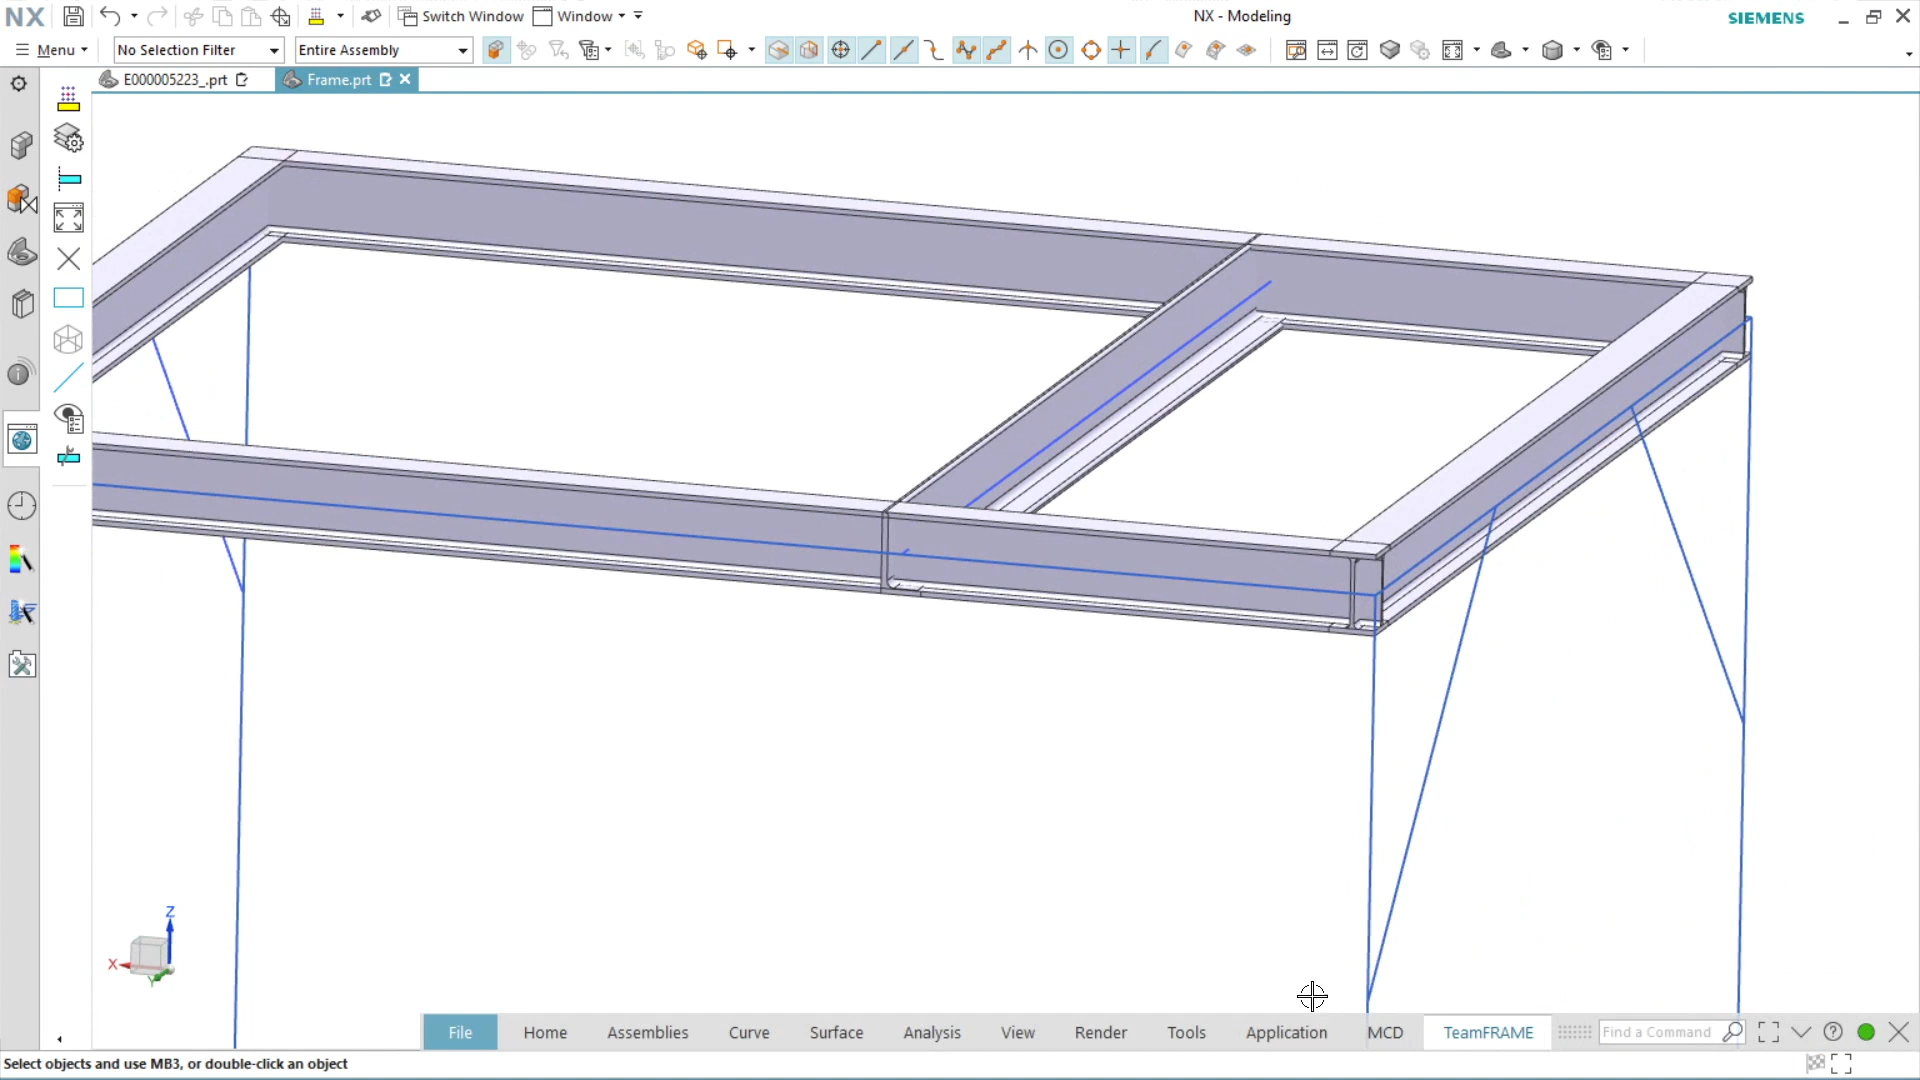 NX
Switch Window
Window
NX - Modeling
SIEMENS
Menu
No Selection Filter
Entire Assembly
E000005223_.prt
Frame.prt
Z
X
Y
File
Home
Assemblies
Curve
Surface
Analysis
View
Render
Tools
Application
MCD
TeamFRAME
Find a Command
Select objects and use MB3, or double-click an object